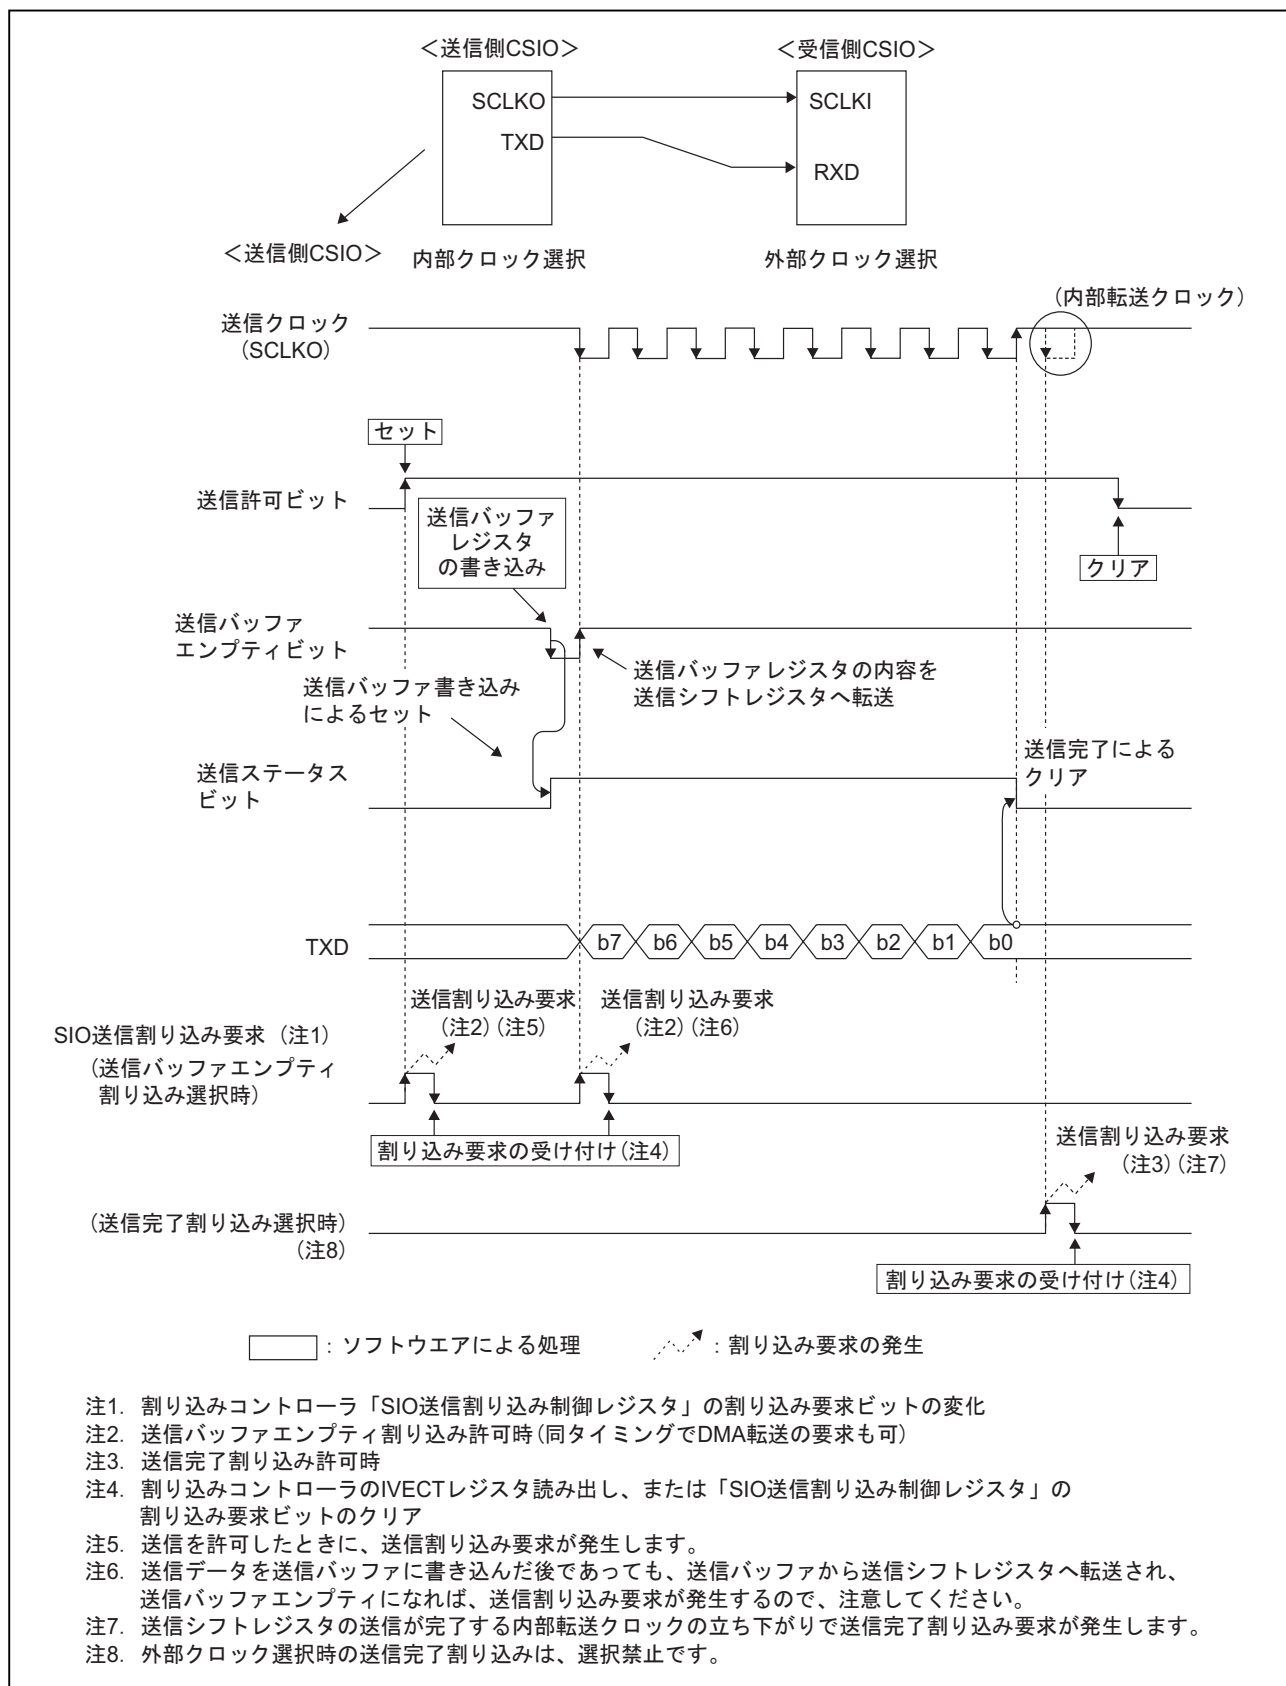 ＜送信側CSIO＞
＜受信側CSIO＞
SCLKO
SCLKI
TXD
RXD
＜送信側CSIO＞
内部クロック選択
外部クロック選択
(内部転送クロック)
送信クロック
(SCLKO)
セット
送信許可ビット
送信バッファ
レジスタ
の書き込み
クリア
送信バッファ
エンプティビット
送信バッファレジスタの内容を
送信シフトレジスタへ転送
送信バッファ書き込み
によるセット
送信完了による
クリア
送信ステータス
ビット
TXD
b7 b6 b5 b4 b3 b2 b1 b0
送信割り込み要求
(注2)(注5)
送信割り込み要求
(注2)(注6)
SIO送信割り込み要求 (注1)
(送信バッファエンプティ
割り込み選択時)
割り込み要求の受け付け(注4)
送信割り込み要求
(注3)(注7)
(送信完了割り込み選択時)
(注8)
割り込み要求の受け付け(注4)
: ソフトウエアによる処理
: 割り込み要求の発生
注1. 割り込みコントローラ「SIO送信割り込み制御レジスタ」の割り込み要求ビットの変化
注2. 送信バッファエンプティ割り込み許可時(同タイミングでDMA転送の要求も可)
注3. 送信完了割り込み許可時
注4. 割り込みコントローラのIVECTレジスタ読み出し、または「SIO送信割り込み制御レジスタ」の
割り込み要求ビットのクリア
注5. 送信を許可したときに、送信割り込み要求が発生します。
注6. 送信データを送信バッファに書き込んだ後であっても、送信バッファから送信シフトレジスタへ転送され、
送信バッファエンプティになれば、送信割り込み要求が発生するので、注意してください。
注7. 送信シフトレジスタの送信が完了する内部転送クロックの立ち下がりで送信完了割り込み要求が発生します。
注8. 外部クロック選択時の送信完了割り込みは、選択禁止です。